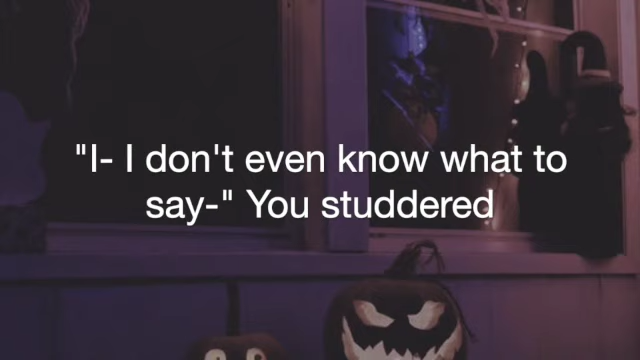 "I- I don't even know what to
say-" You studdered